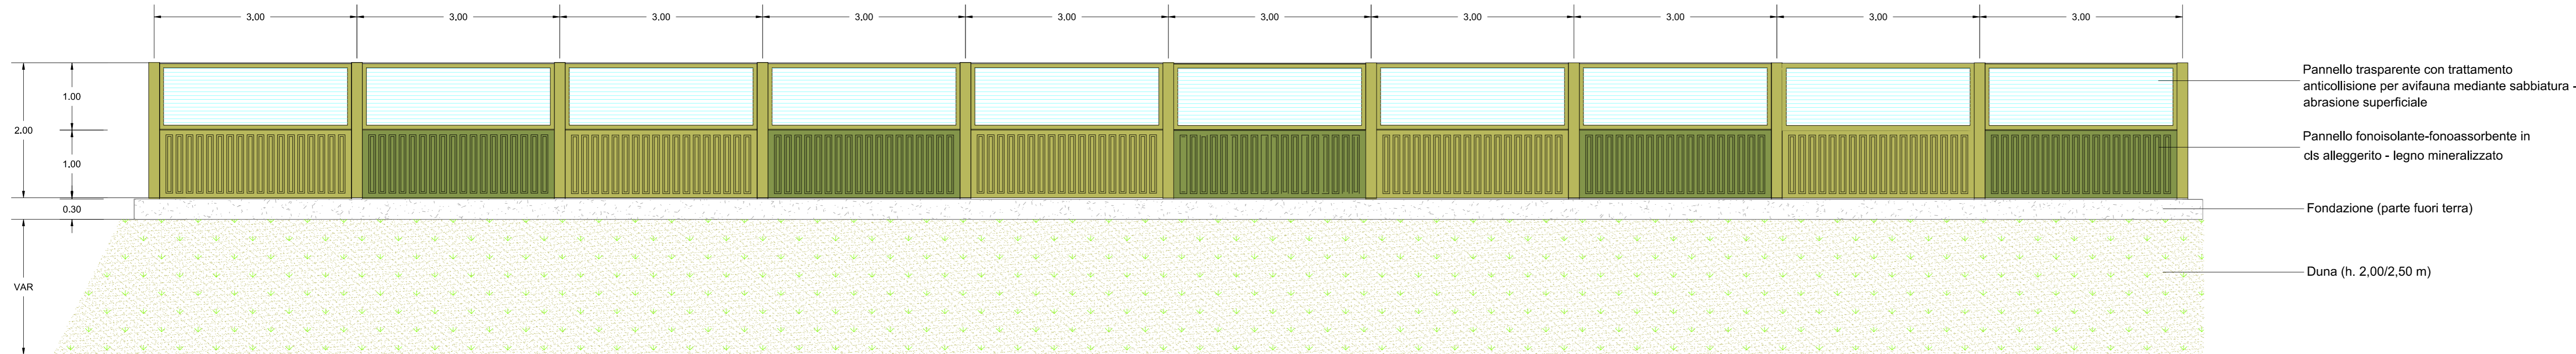 3.00
3.00
3.00
3.00
3.00
3.00
3.00
3.00
3.00
3.00
2.00
1.00
1.00
0.30
VAR
Pannello trasparente con trattamento
anticollisione per avifauna mediante sabbiatura -
abrasione superficiale
Pannello fonoisolante-fonoassorbente in
cls alleggerito - legno mineralizzato
Fondazione (parte fuori terra)
Duna (h. 2,00/2,50 m)